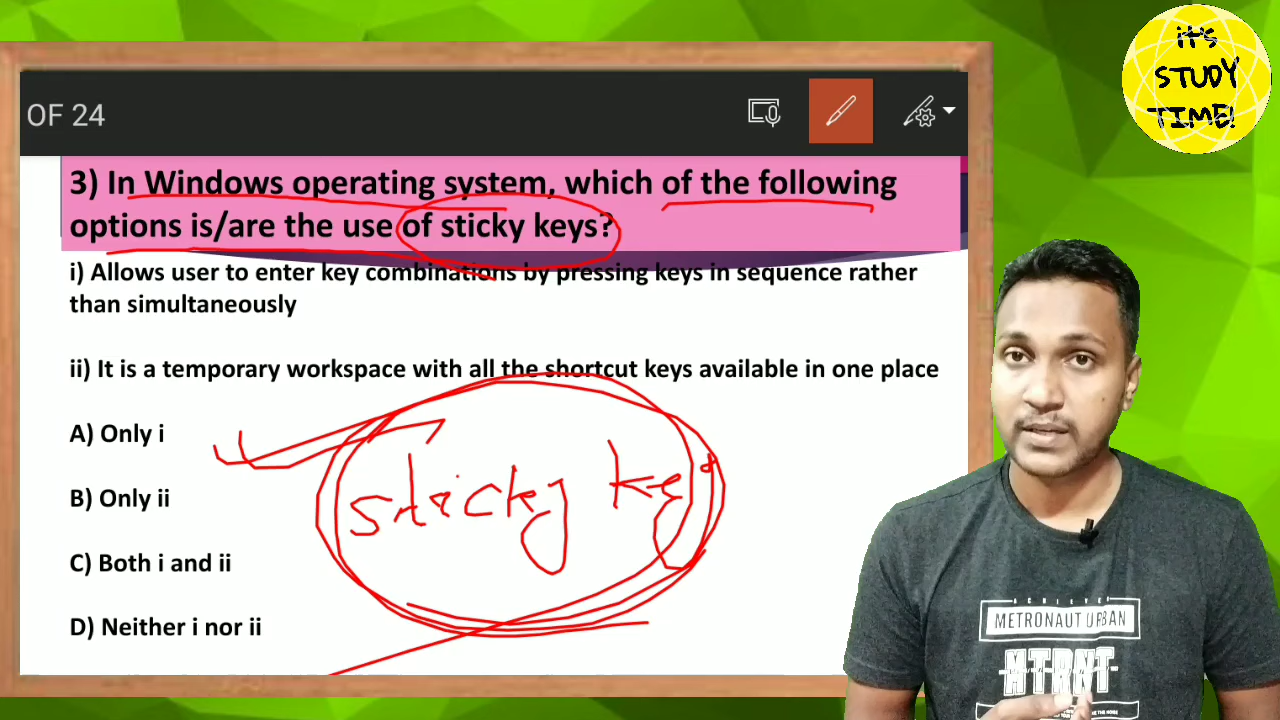 it's
STUDY
TIME!
OF 24
3) In Windows operating system, which of the following
options is/are the use of sticky keys?
i) Allows user to enter key combinations by pressing keys in sequence rather
than simultaneously
ii) It is a temporary workspace with all the shortcut keys available in one place
A) Only i
B) Only ii
C) Both i and ii
D) Neither i nor ii
sticky key
ACHIEVER
METRONAUT URBAN
MTRNT